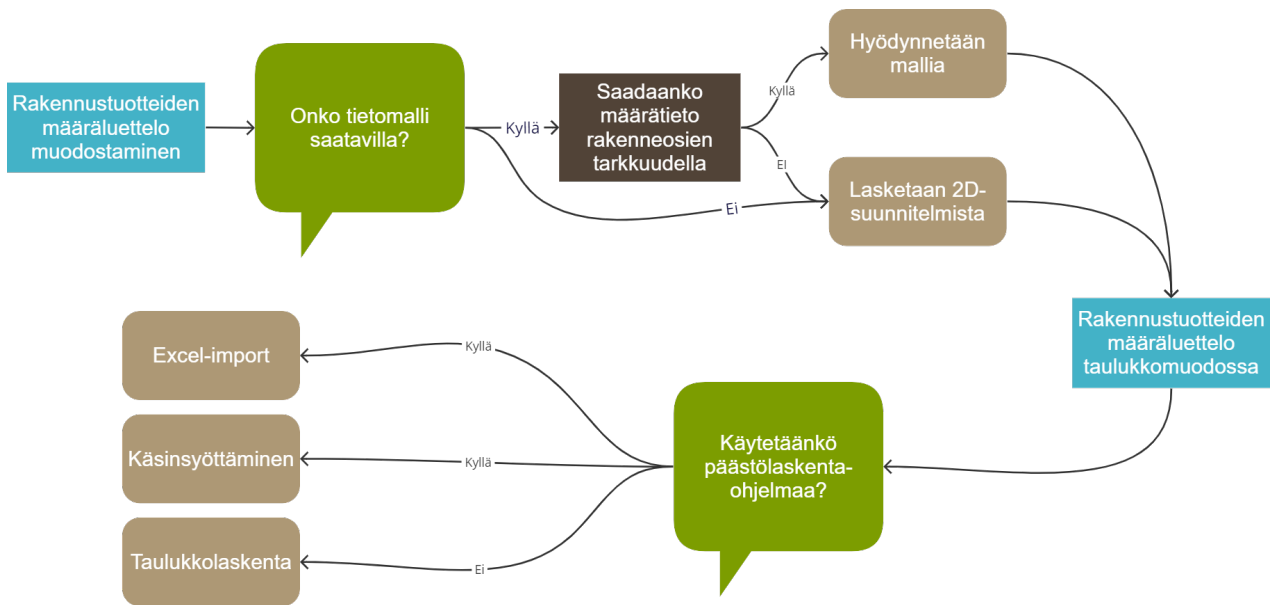 Rakennustuotteiden
määräluettelo
muodostaminen
Onko tietomalli
saatavilla?
Kyllä
Ei
Saadaanko
määrätieto
rakenneosien
tarkkuudella
Kyllä
EI
Hyödynnetään
mallia
Lasketaan 2D-
suunnitelmista
Rakennustuotteiden
määräluettelo
taulukkomuodossa
Käytetäänkö
päästölaskenta-
ohjelmaa?
Kyllä
Excel-import
Kyllä
Käsinsyöttäminen
Ei
Taulukkolaskenta